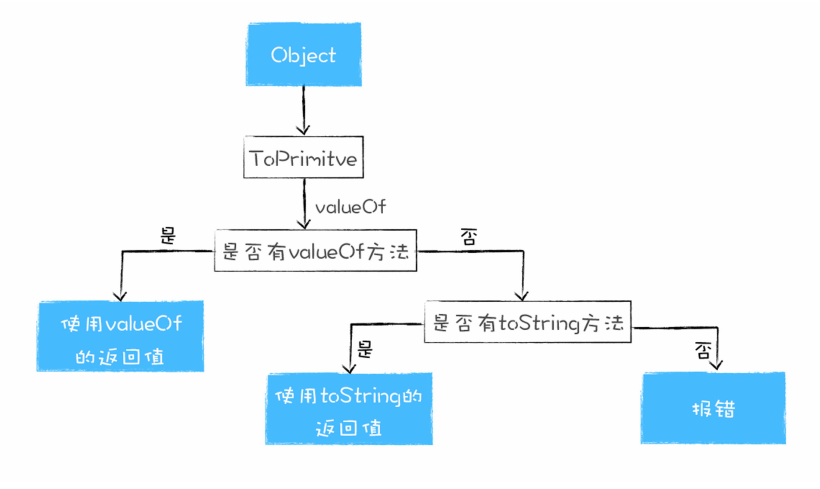 Object
ToPrimitve
valueOf
是
否
是否有valueOf方法
使用valueOf
的返回值
是否有toString方法
是
否
使用toString的
返回值
报错